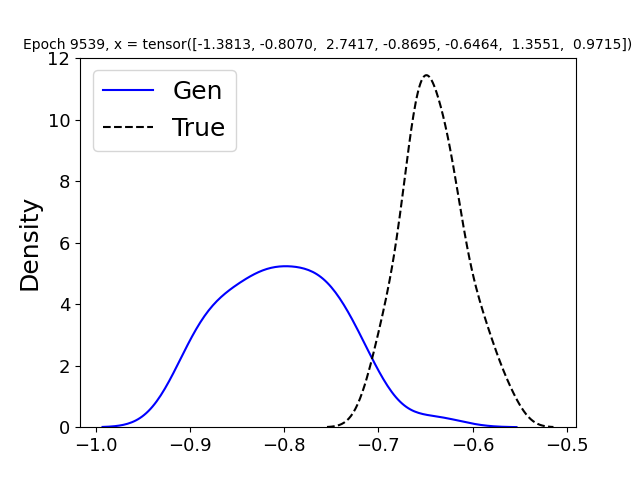 Epoch 9539, x = tensor([-1.3813, -0.8070,  2.7417, -0.8695, -0.6464,  1.3551,  0.9715])
12
10
8
6
4
2
0
Density
Gen
True
−1.0 −0.9 −0.8 −0.7 −0.6 −0.5